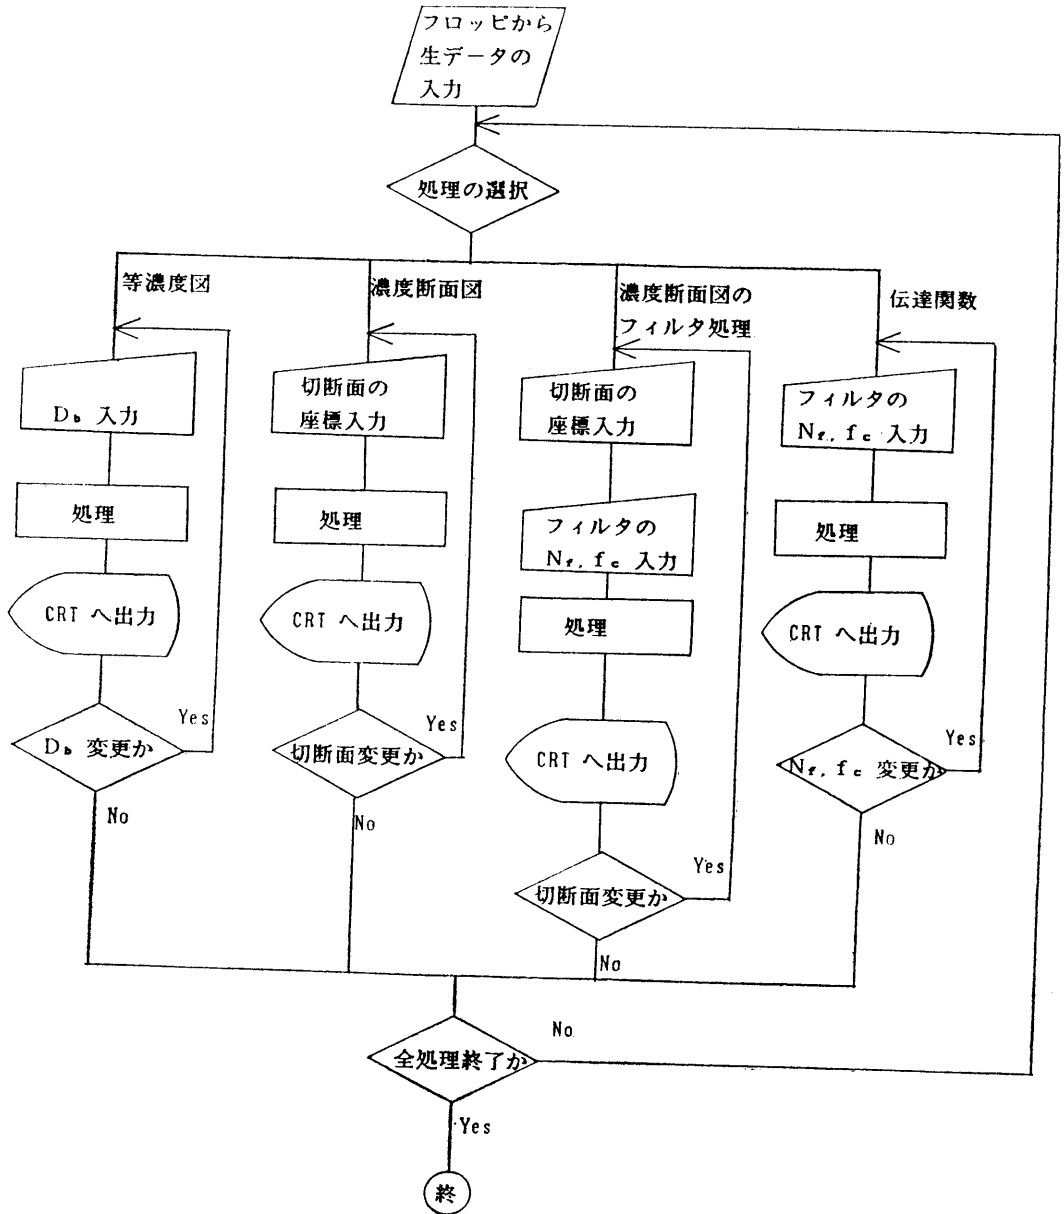 フロッピから
生データの
入力
処理の選択
等濃度図
D_b 入力
処理
CRT へ出力
D_b 変更か
Yes
No
濃度断面図
切断面の
座標入力
処理
CRT へ出力
切断面変更か
Yes
No
濃度断面図の
フィルタ処理
切断面の
座標入力
フィルタの
N_f, f_c 入力
処理
CRT へ出力
切断面変更か
Yes
No
伝達関数
フィルタの
N_f, f_c 入力
処理
CRT へ出力
N_f, f_c 変更か
Yes
No
全処理終了か
No
Yes
終